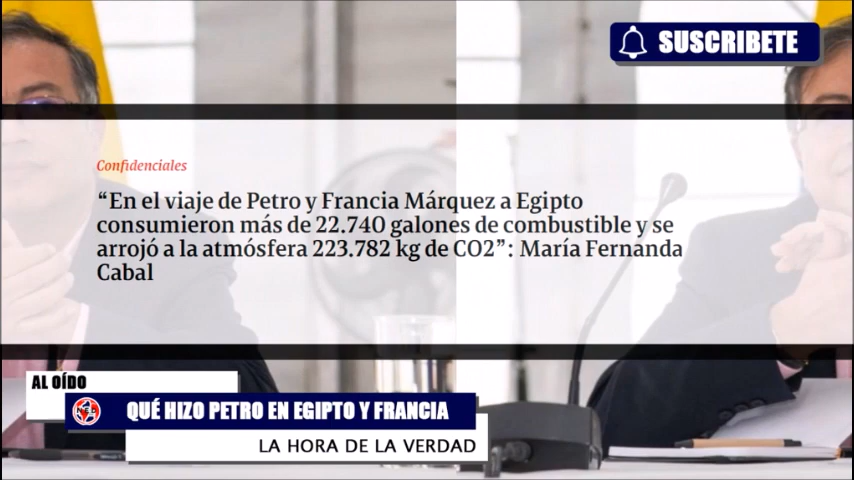 SUSCRIBETE
Confidenciales
“En el viaje de Petro y Francia Márquez a Egipto
consumieron más de 22.740 galones de combustible y se
arrojó a la atmósfera 223.782 kg de CO2”: María Fernanda
Cabal
AL OÍDO
QUÉ HIZO PETRO EN EGIPTO Y FRANCIA
LA HORA DE LA VERDAD